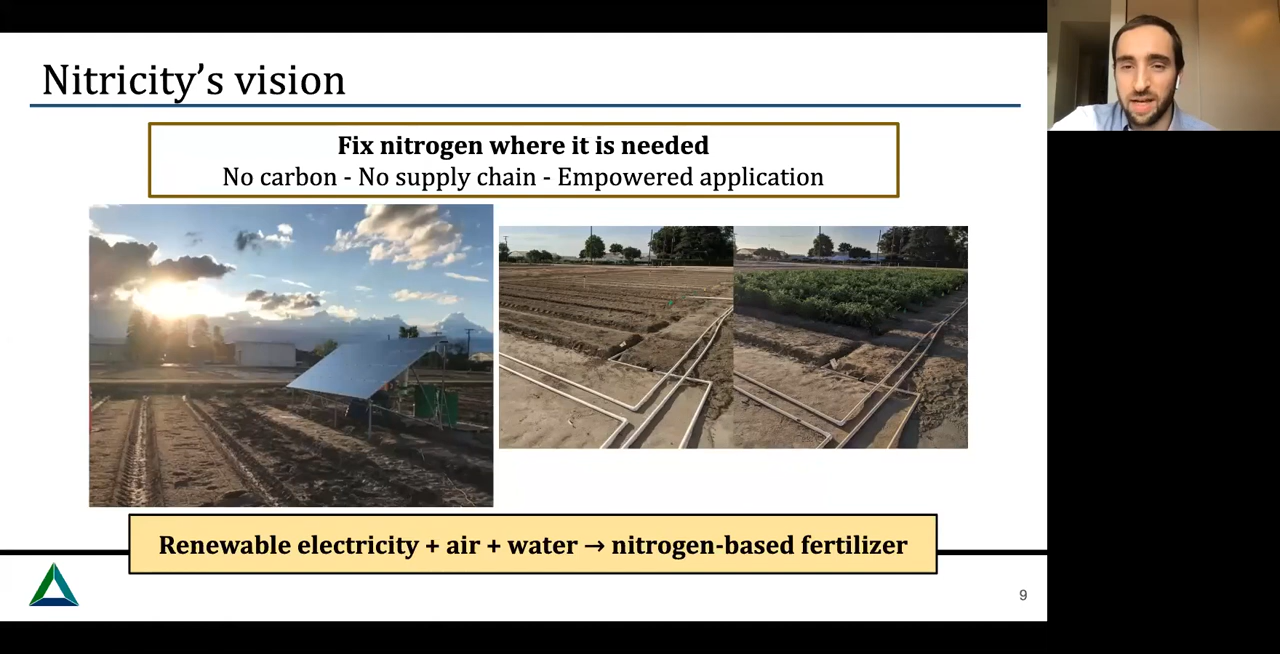 Nitricity’s vision
Fix nitrogen where it is needed
No carbon - No supply chain - Empowered application
Renewable electricity + air + water → nitrogen-based fertilizer
9